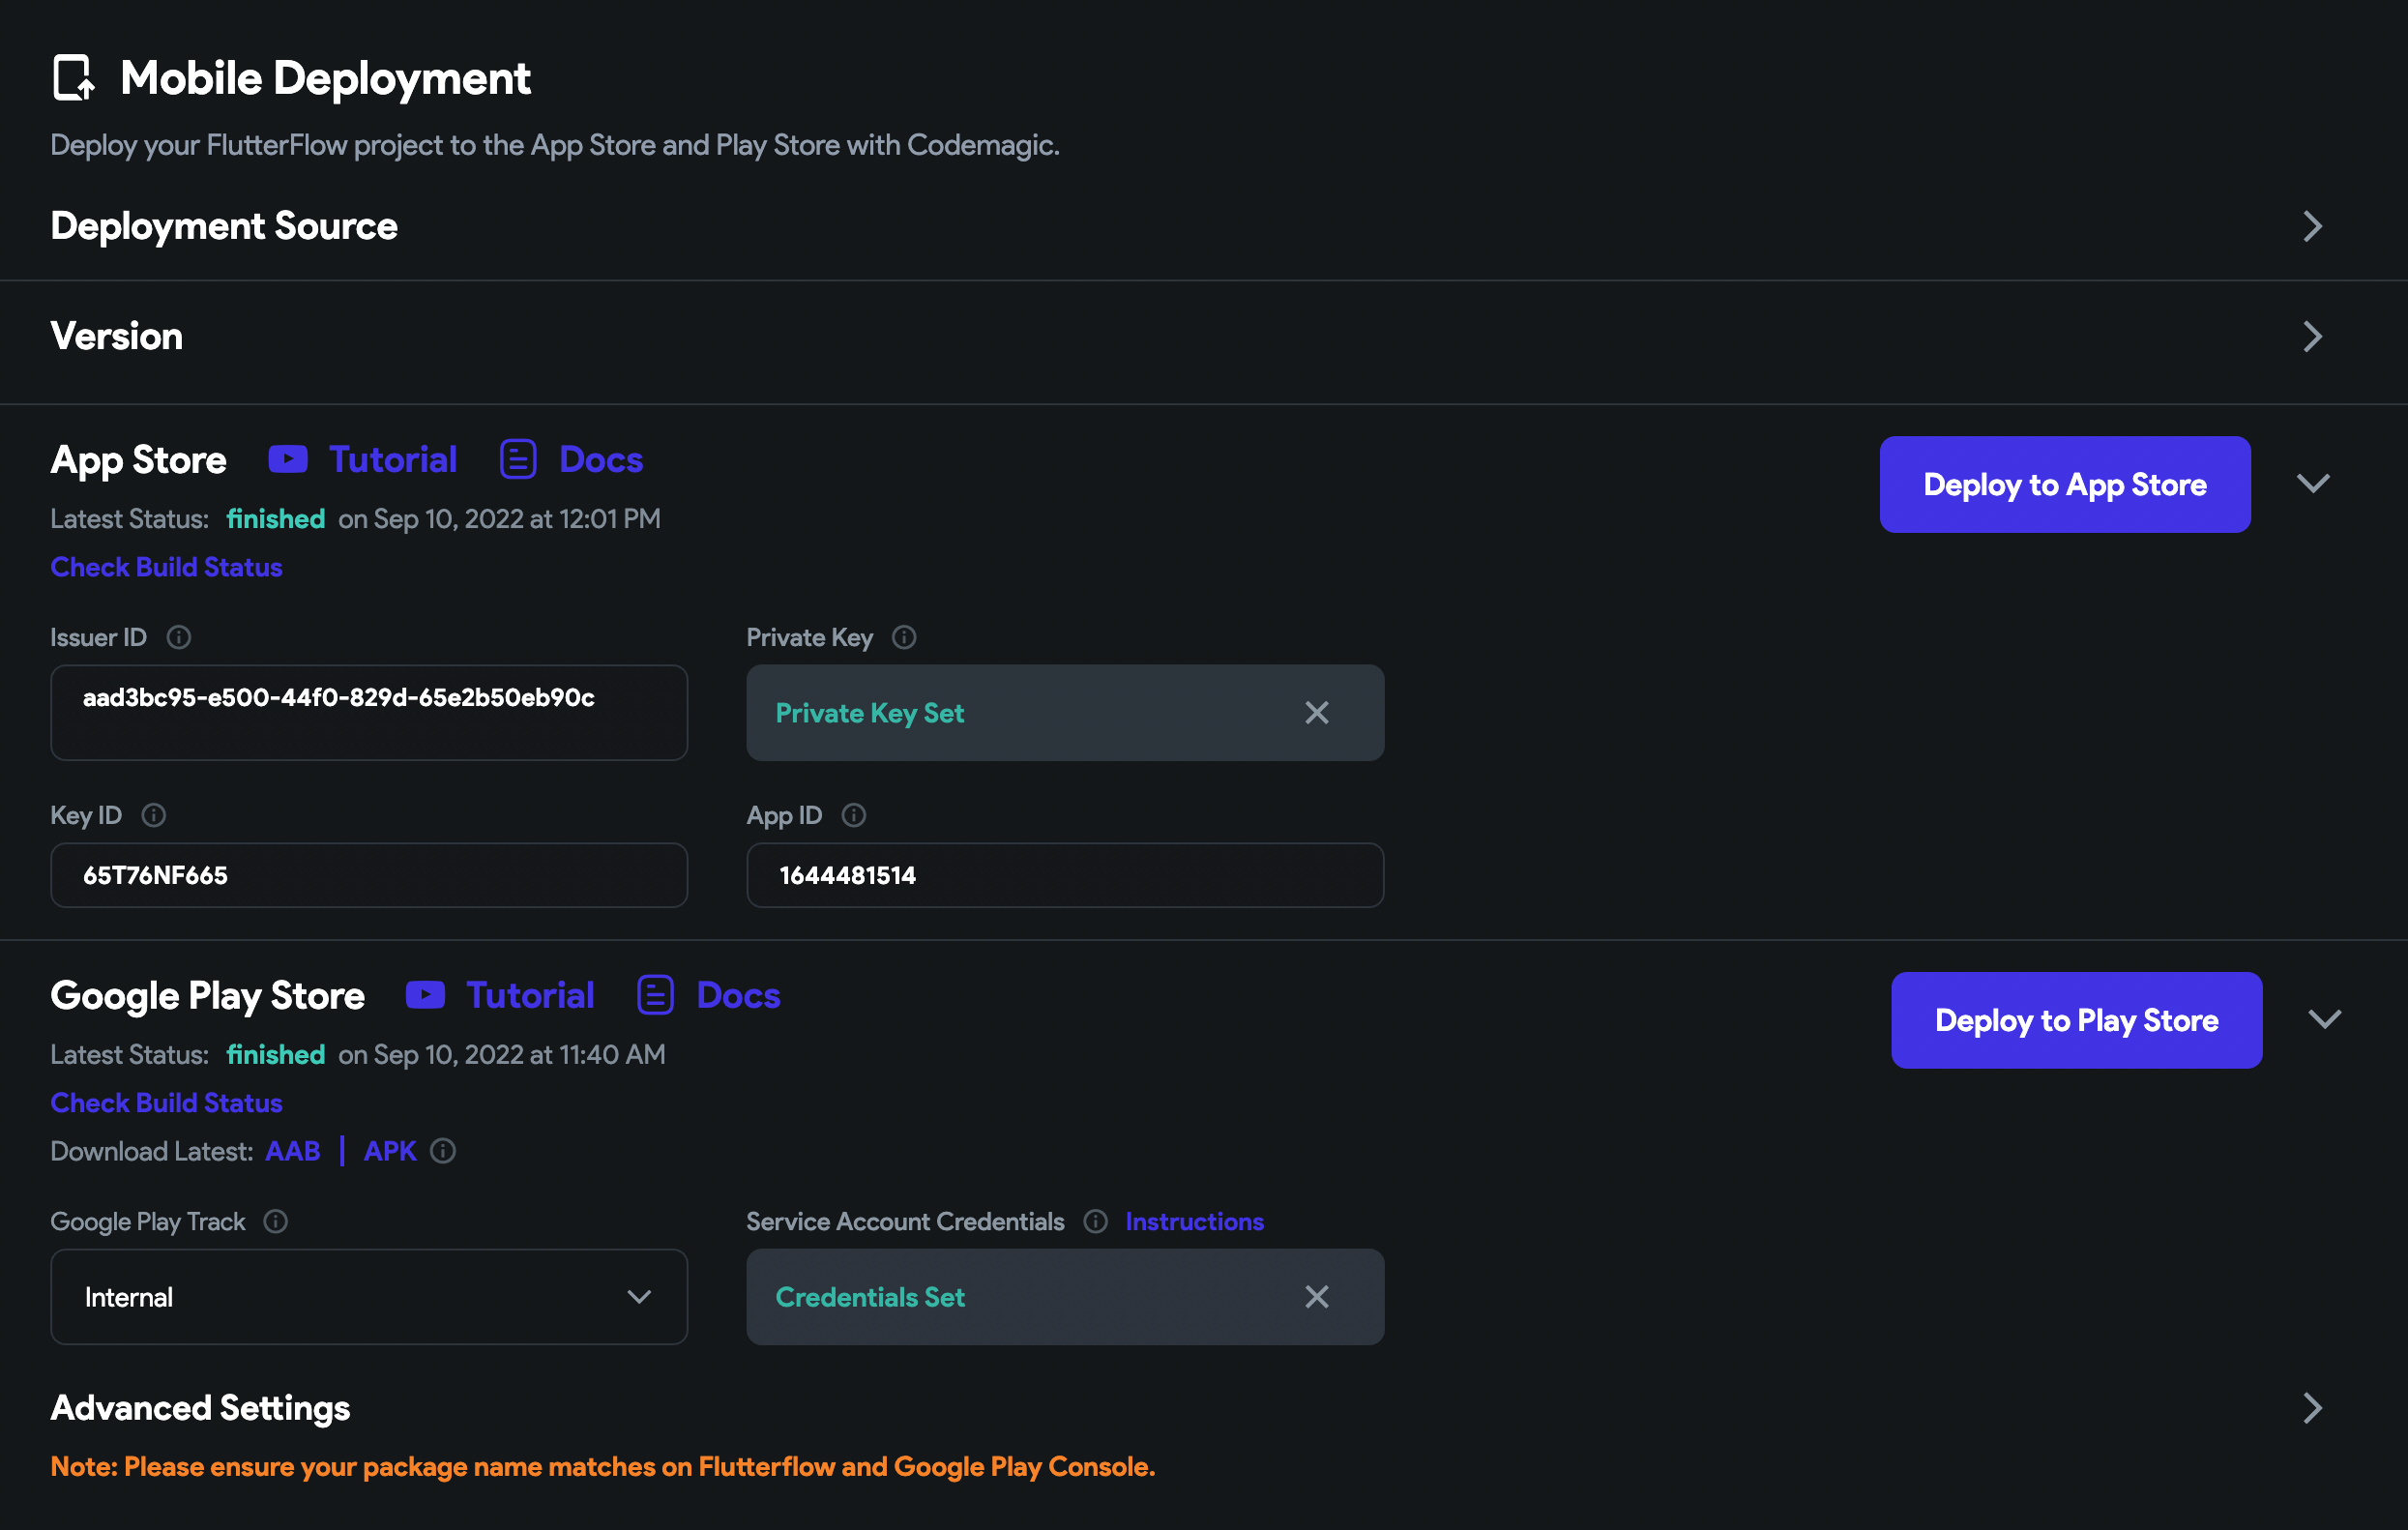 Mobile Deployment
Deploy your FlutterFlow project to the App Store and Play Store with Codemagic.
Deployment Source
Version
App Store Tutorial Docs
Deploy to App Store
Latest Status: finished on Sep 10, 2022 at 12:01 PM
Check Build Status
Issuer ID Private Key
aad3bc95-e500-44f0-829d-65e2b50eb90c Private Key Set
Key ID App ID
65T76NF665 1644481514
Google Play Store Tutorial Docs
Deploy to Play Store
Latest Status: finished on Sep 10, 2022 at 11:40 AM
Check Build Status
Download Latest: AAB | APK
Google Play Track Service Account Credentials Instructions
Internal Credentials Set
Advanced Settings
Note: Please ensure your package name matches on Flutterflow and Google Play Console.